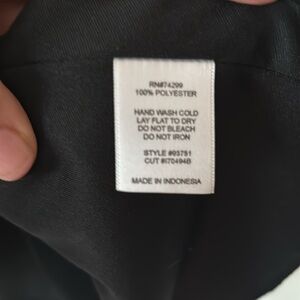 RN#74299
100% POLYESTER
HAND WASH COLD
LAY FLAT TO DRY
DO NOT BLEACH
DO NOT IRON
STYLE #93751
CUT #I70494B
MADE IN INDONESIA